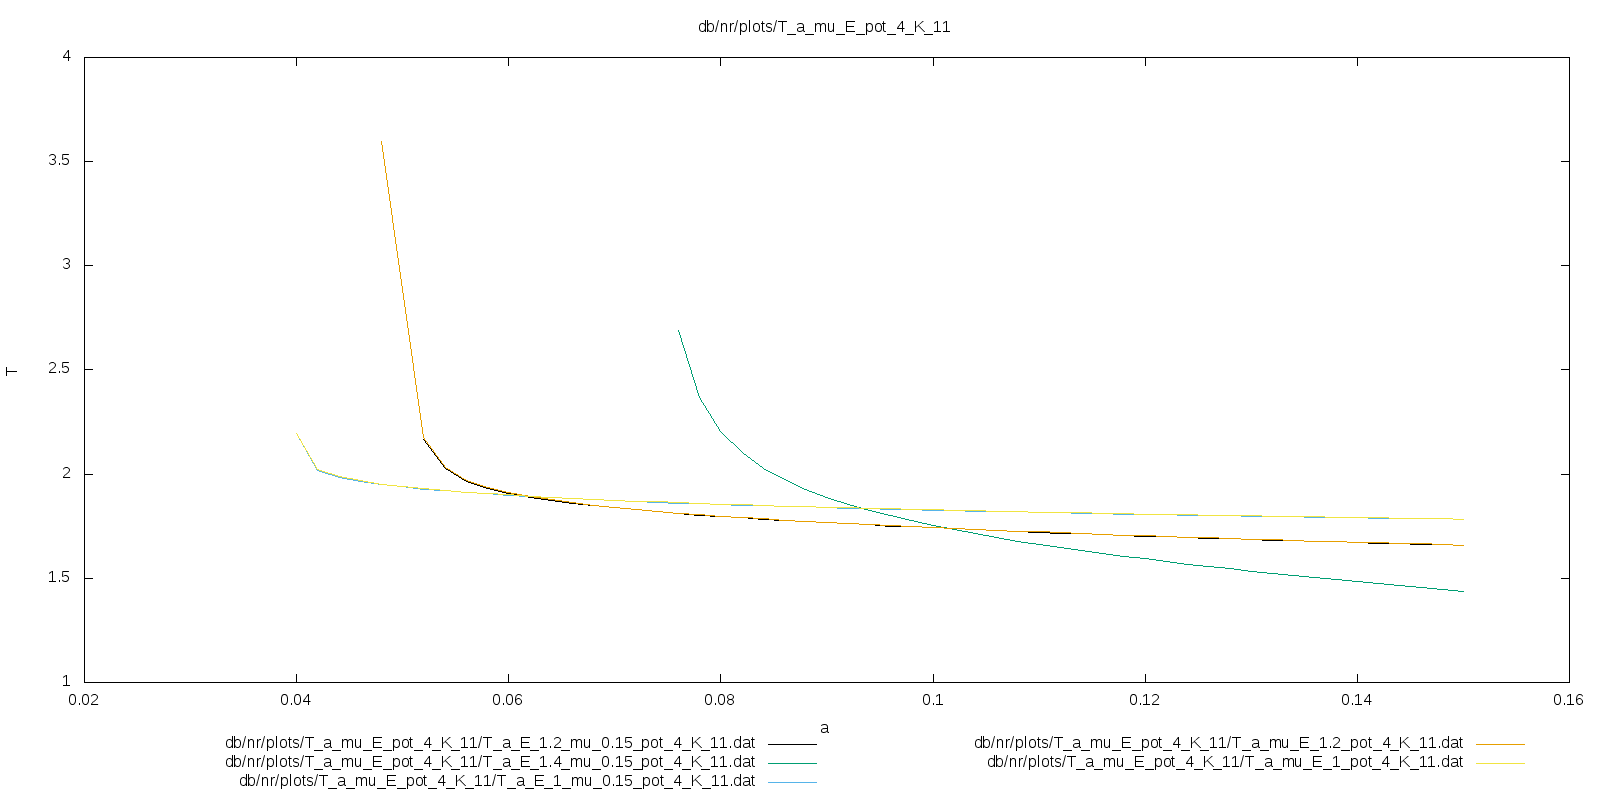 db/nr/plots/T_a_mu_E_pot_4_K_11
4
3.5
3
2.5
2
1.5
1
T
0.02 0.04 0.06 0.08 0.1 0.12 0.14 0.16
a
db/nr/plots/T_a_mu_E_pot_4_K_11/T_a_E_1.2_mu_0.15_pot_4_K_11.dat
db/nr/plots/T_a_mu_E_pot_4_K_11/T_a_E_1.4_mu_0.15_pot_4_K_11.dat
db/nr/plots/T_a_mu_E_pot_4_K_11/T_a_E_1_mu_0.15_pot_4_K_11.dat
db/nr/plots/T_a_mu_E_pot_4_K_11/T_a_mu_E_1.2_pot_4_K_11.dat
db/nr/plots/T_a_mu_E_pot_4_K_11/T_a_mu_E_1_pot_4_K_11.dat